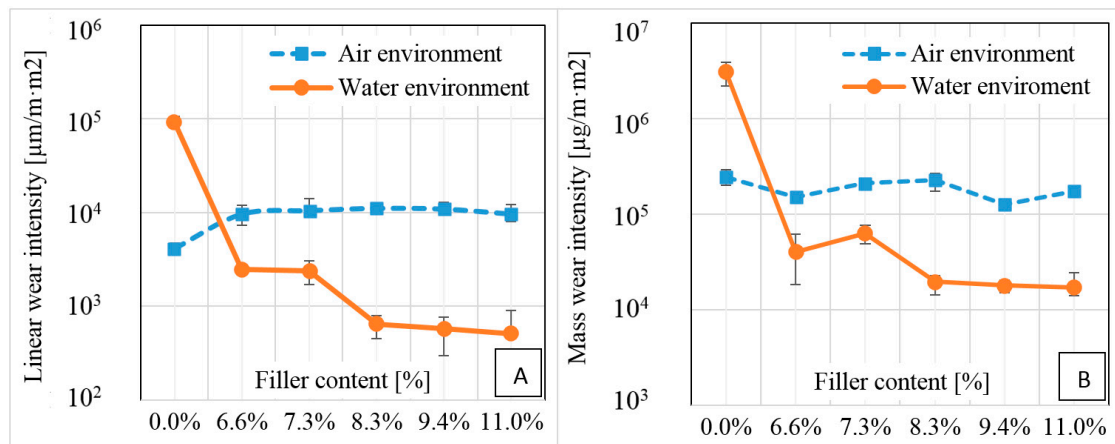 Linear wear intensity [µm/m·m2]
10^6
10^5
10^4
10^3
10^2
Air environment
Water environment
Filler content [%]
A
0.0% 6.6% 7.3% 8.3% 9.4% 11.0%
Mass wear intensity [µg/m·m2]
10^7
10^6
10^5
10^4
10^3
Air environment
Water enviroment
Filler content [%]
B
0.0% 6.6% 7.3% 8.3% 9.4% 11.0%